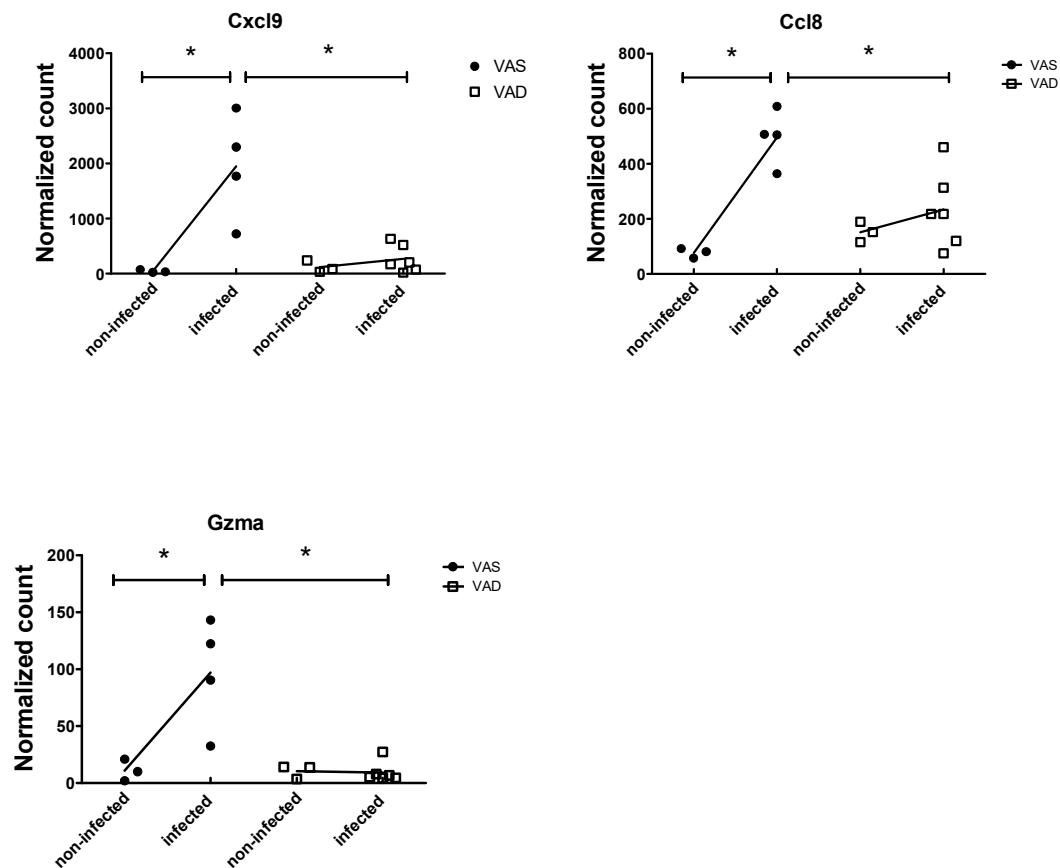 Cxcl9
* *
4000
3000
2000
1000
0
Normalized count
non-infected
infected
non-infected
infected
VAS
VAD
Ccl8
* *
800
600
400
200
0
Normalized count
non-infected
infected
non-infected
infected
VAS
VAD
Gzma
* *
200
150
100
50
0
Normalized count
non-infected
infected
non-infected
infected
VAS
VAD